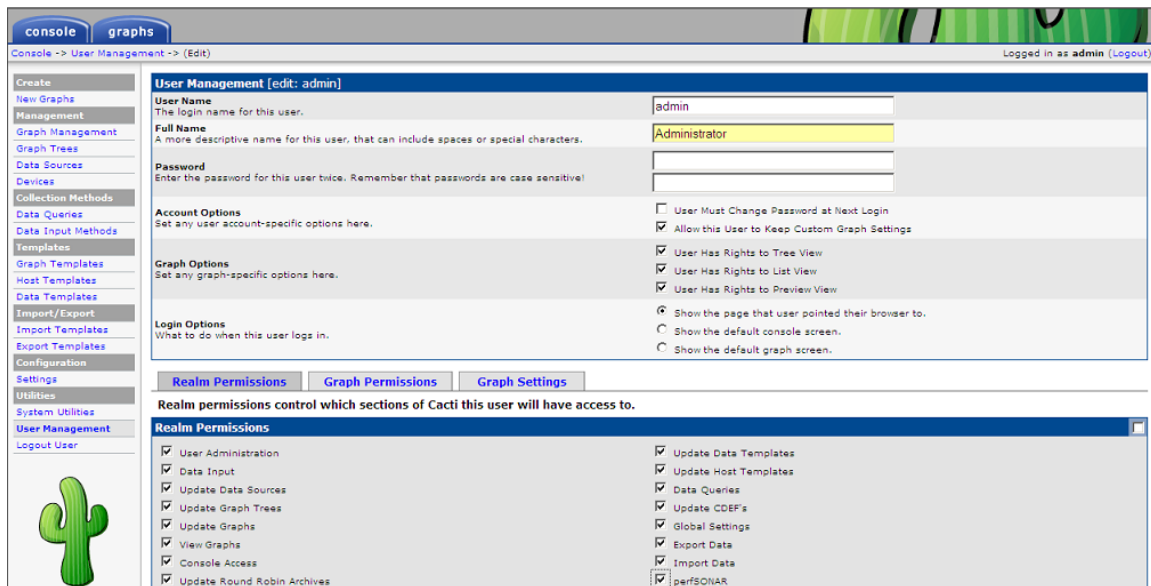 console
graphs
Console -> User Management -> (Edit)
Logged in as admin (Logout)
Create
New Graphs
Management
Graph Management
Graph Trees
Data Sources
Devices
Collection Methods
Data Queries
Data Input Methods
Templates
Graph Templates
Host Templates
Data Templates
Import/Export
Import Templates
Export Templates
Configuration
Settings
Utilities
System Utilities
User Management
Logout User
User Management [edit: admin]
User Name
The login name for this user.
admin
Full Name
A more descriptive name for this user, that can include spaces or special characters.
Administrator
Password
Enter the password for this user twice. Remember that passwords are case sensitive!
Account Options
Set any user account-specific options here.
User Must Change Password at Next Login
Allow this User to Keep Custom Graph Settings
Graph Options
Set any graph-specific options here.
User Has Rights to Tree View
User Has Rights to List View
User Has Rights to Preview View
Login Options
What to do when this user logs in.
Show the page that user pointed their browser to.
Show the default console screen.
Show the default graph screen.
Realm Permissions
Graph Permissions
Graph Settings
Realm permissions control which sections of Cacti this user will have access to.
Realm Permissions
User Administration
Data Input
Update Data Sources
Update Graph Trees
Update Graphs
View Graphs
Console Access
Update Round Robin Archives
Update Data Templates
Update Host Templates
Data Queries
Update CDEF's
Global Settings
Export Data
Import Data
perfSONAR